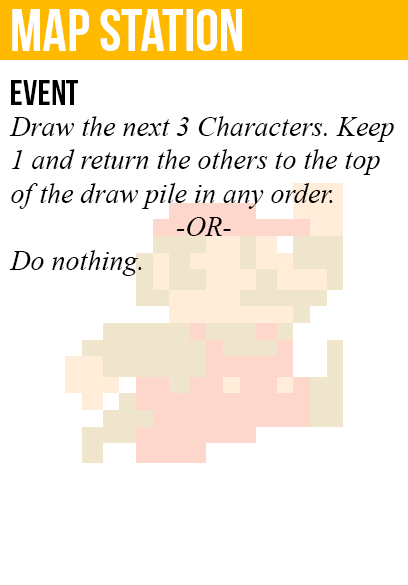 MAP STATION
EVENT
Draw the next 3 Characters. Keep
1 and return the others to the top
of the draw pile in any order.
-OR-
Do nothing.